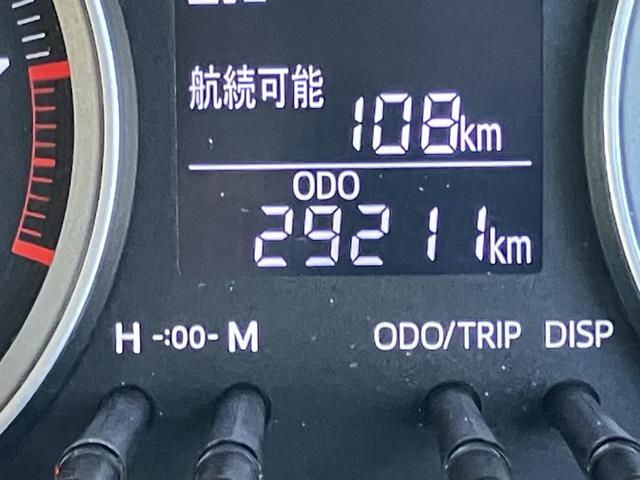 航続可能
108km
ODO
29211km
H -:00- M ODO/TRIP DISP